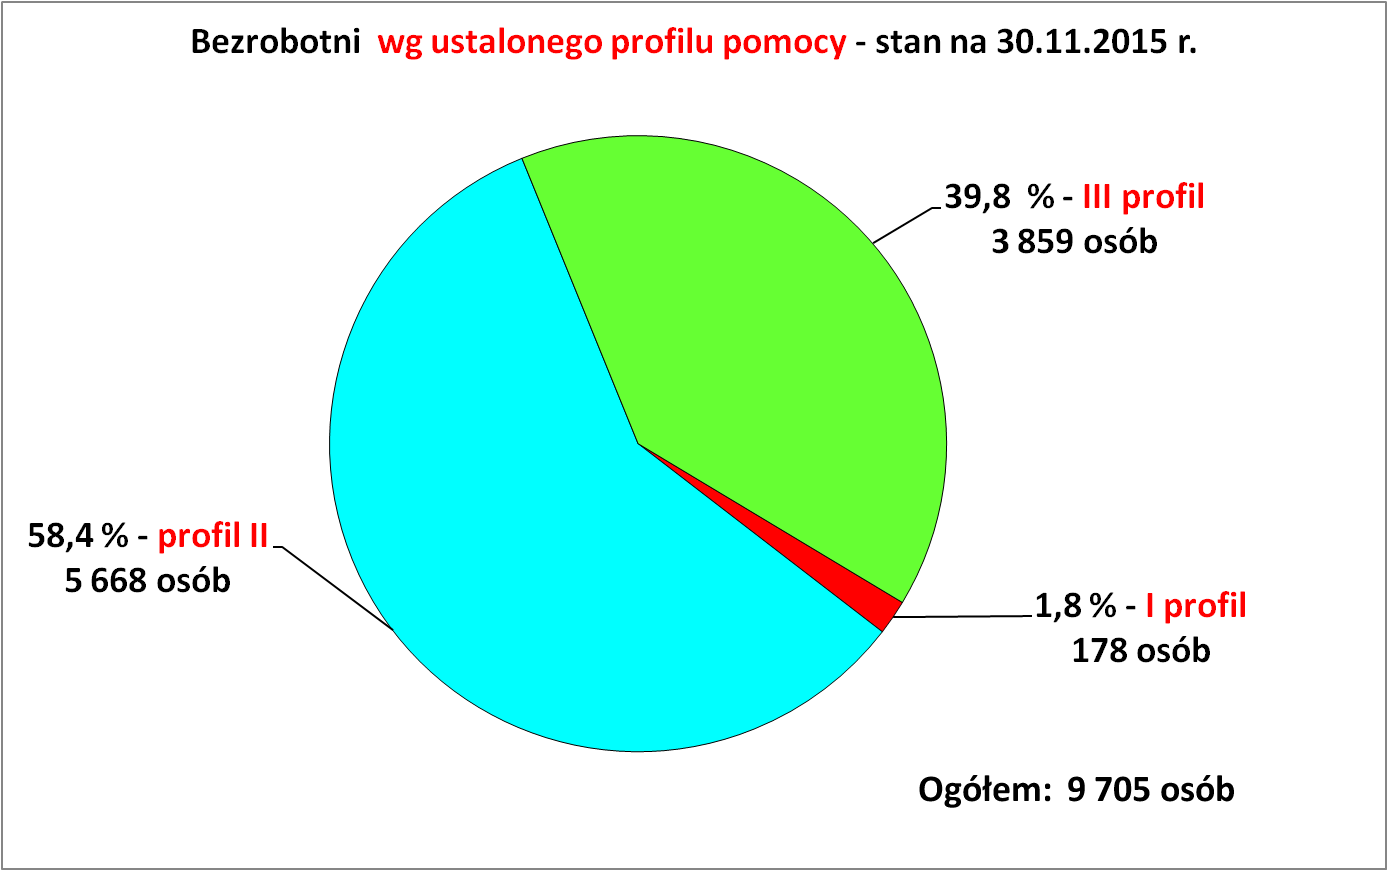 Bezrobotni wg ustalonego profilu pomocy - stan na 30.11.2015 r.
39,8 % - III profil
3 859 osób
58,4 % - profil II
5 668 osób
1,8 % - I profil
178 osób
Ogółem: 9 705 osób